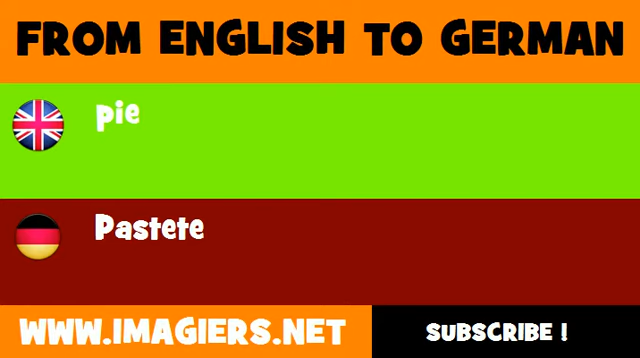 FROM ENGLISH TO GERMAN
pie
Pastete
WWW.IMAGIERS.NET
SUBSCRIBE !